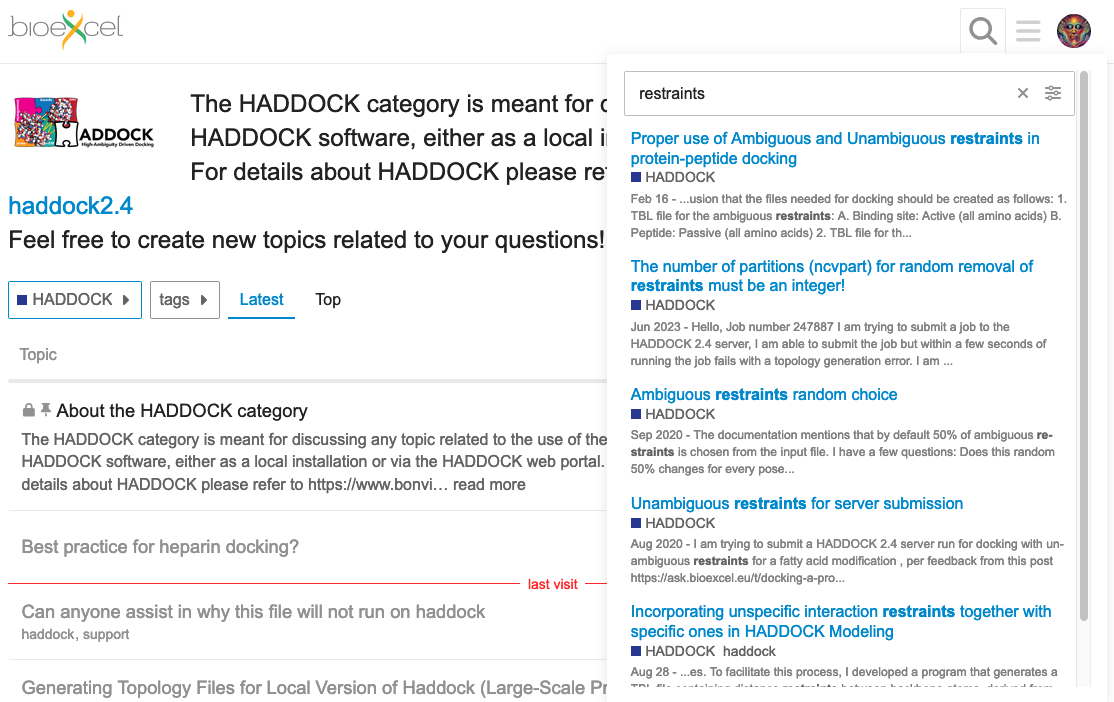 bioexcel
restraints
The HADDOCK category is meant for
HADDOCK software, either as a local
For details about HADDOCK please
ADDOCK
High-Ambiguity Driven Docking
haddock2.4
Feel free to create new topics related to your questions!
HADDOCK
tags
Latest
Top
Topic
About the HADDOCK category
The HADDOCK category is meant for discussing any topic related to the use of the
HADDOCK software, either as a local installation or via the HADDOCK web portal.
details about HADDOCK please refer to https://www.bonvi… read more
Best practice for heparin docking?
last visit
Can anyone assist in why this file will not run on haddock
haddock, support
Generating Topology Files for Local Version of Haddock (Large-Scale
Proper use of Ambiguous and Unambiguous restraints in
protein-peptide docking
HADDOCK
Feb 16 - ...usion that the files needed for docking should be created as follows: 1.
TBL file for the ambiguous restraints: A. Binding site: Active (all amino acids) B.
Peptide: Passive (all amino acids) 2. TBL file for th...
The number of partitions (ncvpart) for random removal of
restraints must be an integer!
HADDOCK
Jun 2023 - Hello, Job number 247887 I am trying to submit a job to the
HADDOCK 2.4 server, I am able to submit the job but within a few seconds of
running the job fails with a topology generation error. I am ...
Ambiguous restraints random choice
HADDOCK
Sep 2020 - The documentation mentions that by default 50% of ambiguous re-
straints is chosen from the input file. I have a few questions: Does this random
50% changes for every pose...
Unambiguous restraints for server submission
HADDOCK
Aug 2020 - I am trying to submit a HADDOCK 2.4 server run for docking with un-
ambiguous restraints for a fatty acid modification , per feedback from this post
https://ask.bioexcel.eu/t/docking-a-pro...
Incorporating unspecific interaction restraints together with
specific ones in HADDOCK Modeling
HADDOCK haddock
Aug 28 - ...es. To facilitate this process, I developed a program that generates a